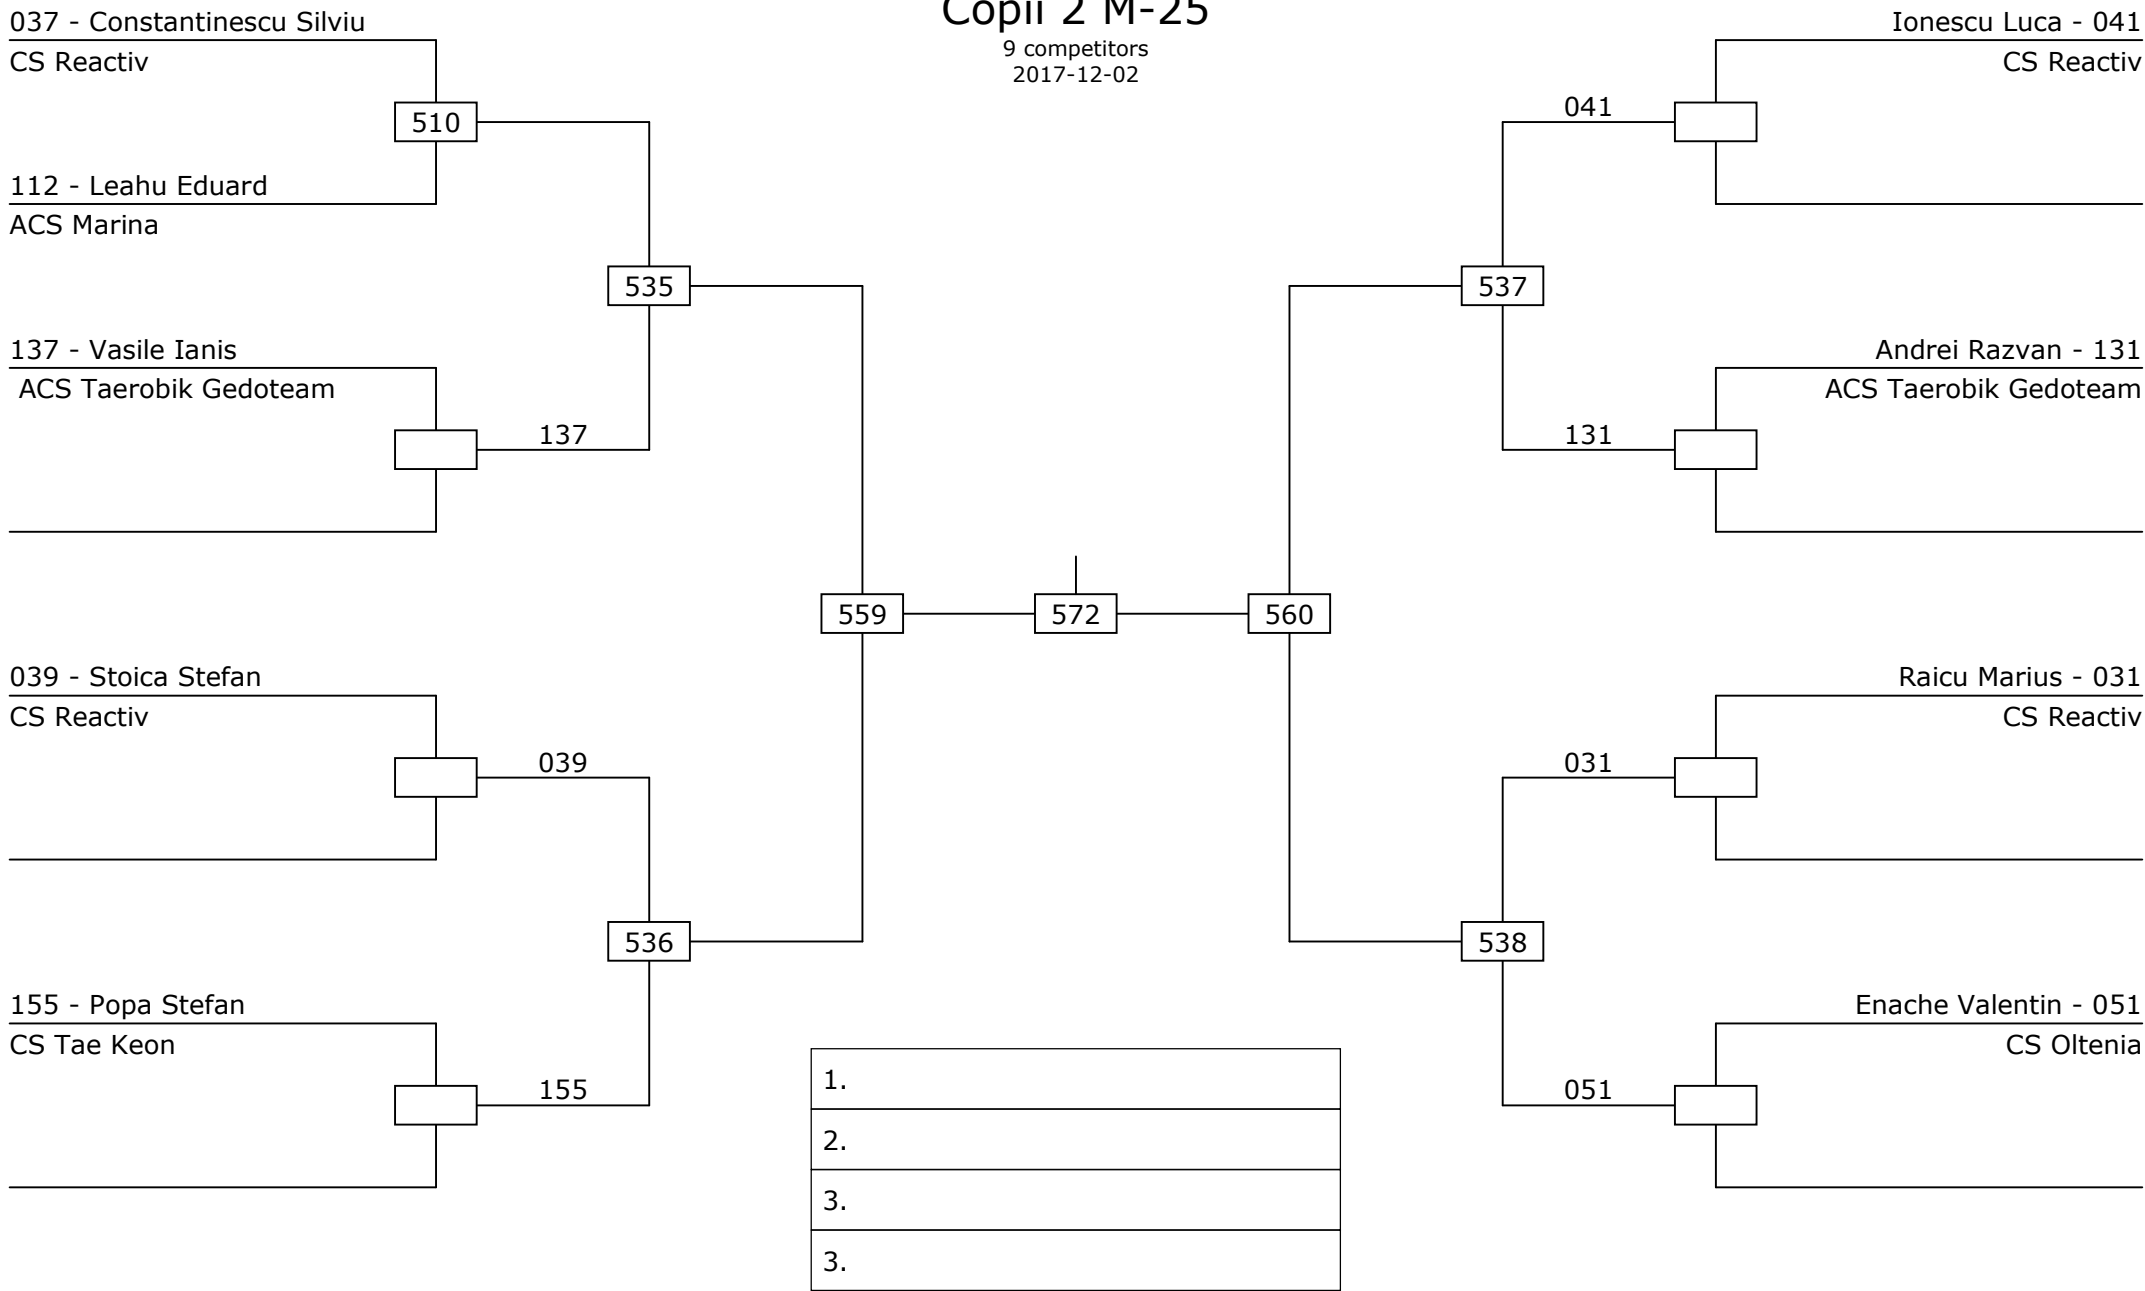 Copii 2 M-25
9 competitors
2017-12-02
037 - Constantinescu Silviu
CS Reactiv
510
112 - Leahu Eduard
ACS Marina
535
137 - Vasile Ianis
ACS Taerobik Gedoteam
137
559
039 - Stoica Stefan
CS Reactiv
039
536
155 - Popa Stefan
CS Tae Keon
155
572
Ionescu Luca - 041
CS Reactiv
041
537
Andrei Razvan - 131
ACS Taerobik Gedoteam
131
560
Raicu Marius - 031
CS Reactiv
031
538
Enache Valentin - 051
CS Oltenia
051
1.
2.
3.
3.